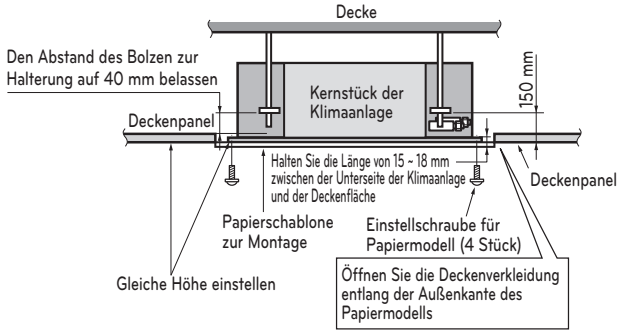 Decke
Den Abstand des Bolzen zur
Halterung auf 40 mm belassen
Kernstück der
Klimaanlage
150 mm
Deckenpanel
Halten Sie die Länge von 15 ~ 18 mm
zwischen der Unterseite der Klimaanlage
und der Deckenfläche
Deckenpanel
Papierschablone
zur Montage
Einstellschraube für
Papiermodell (4 Stück)
Gleiche Höhe einstellen
Öffnen Sie die Deckenverkleidung
entlang der Außenkante des
Papiermodells